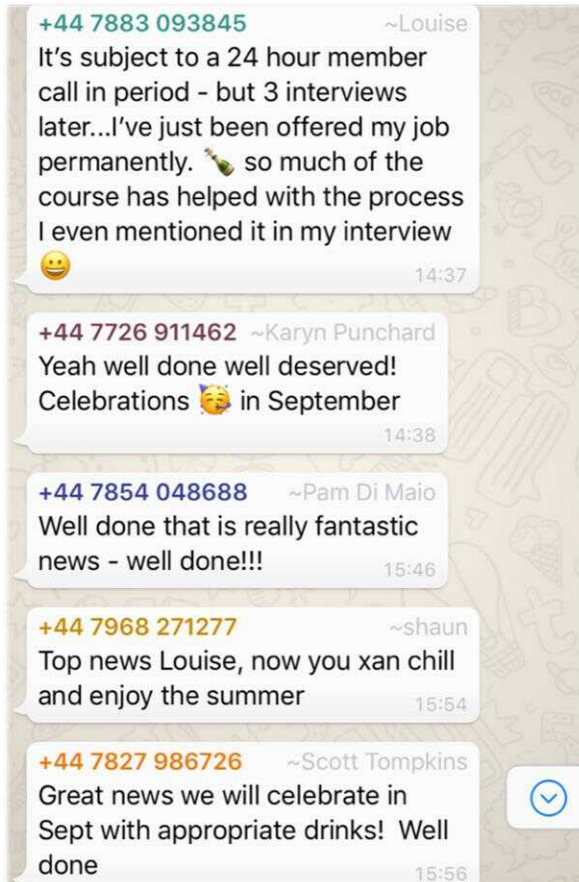 +44 7883 093845 ~Louise
It's subject to a 24 hour member
call in period - but 3 interviews
later...I've just been offered my job
permanently. 🍾 so much of the
course has helped with the process
I even mentioned it in my interview
😀 14:37
+44 7726 911462 ~Karyn Punchard
Yeah well done well deserved!
Celebrations 🥳 in September
14:38
+44 7854 048688 ~Pam Di Maio
Well done that is really fantastic
news - well done!!! 15:46
+44 7968 271277 ~shaun
Top news Louise, now you xan chill
and enjoy the summer 15:54
+44 7827 986726 ~Scott Tompkins
Great news we will celebrate in
Sept with appropriate drinks! Well
done 15:56